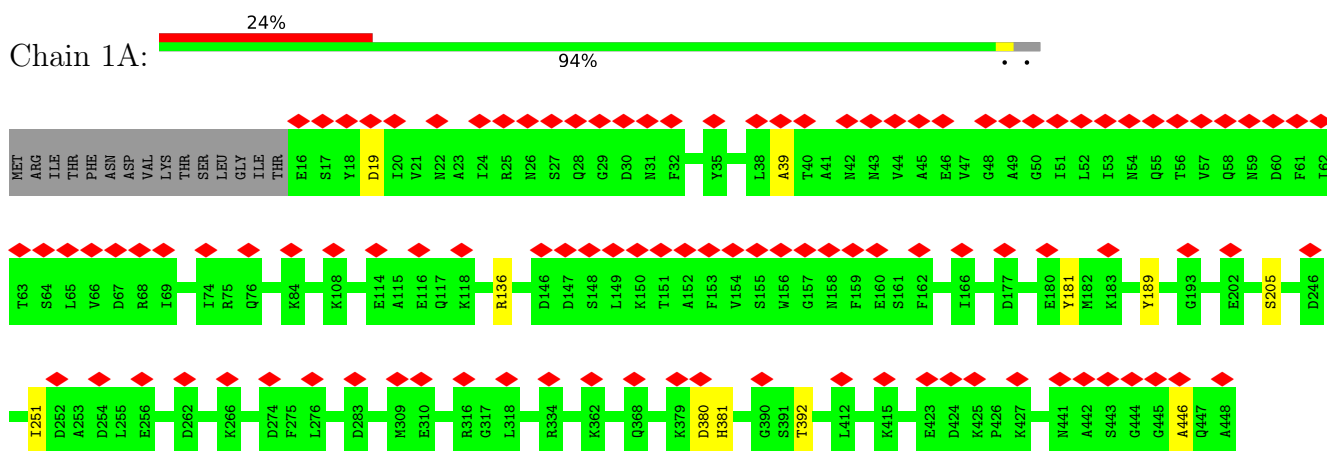 24%
Chain 1A:
94%
• •
MET ARG ILE THR PHE ASN ASP VAL LYS THR SER LEU GLY ILE THR E16 S17 Y18 D19 I20 V21 N22 A23 I24 R25 N26 S27 Q28 G29 D30 N31 F32 Y35 L38 A39 T40 A41 N42 N43 V44 A45 E46 V47 G48 A49 G50 I51 L52 I53 N54 Q55 T56 V57 Q58 N59 D60 F61 I62
T63 S64 L65 V66 D67 R68 I69 I74 R75 Q76 K84 K108 E114 A115 E116 Q117 K118 R136 D146 D147 S148 L149 K150 T151 A152 F153 V154 S155 W156 G157 N158 F159 E160 S161 F162 I166 D177 E180 Y181 M182 K183 Y189 G193 E202 S205 D246
I251 D252 A253 D254 L255 E256 D262 K266 D274 F275 L276 D283 M309 E310 R316 G317 L318 R334 K362 Q368 K379 D380 H381 G390 S391 T392 L412 K415 E423 D424 K425 P426 K427 N441 A442 S443 G444 G445 A446 Q447 A448